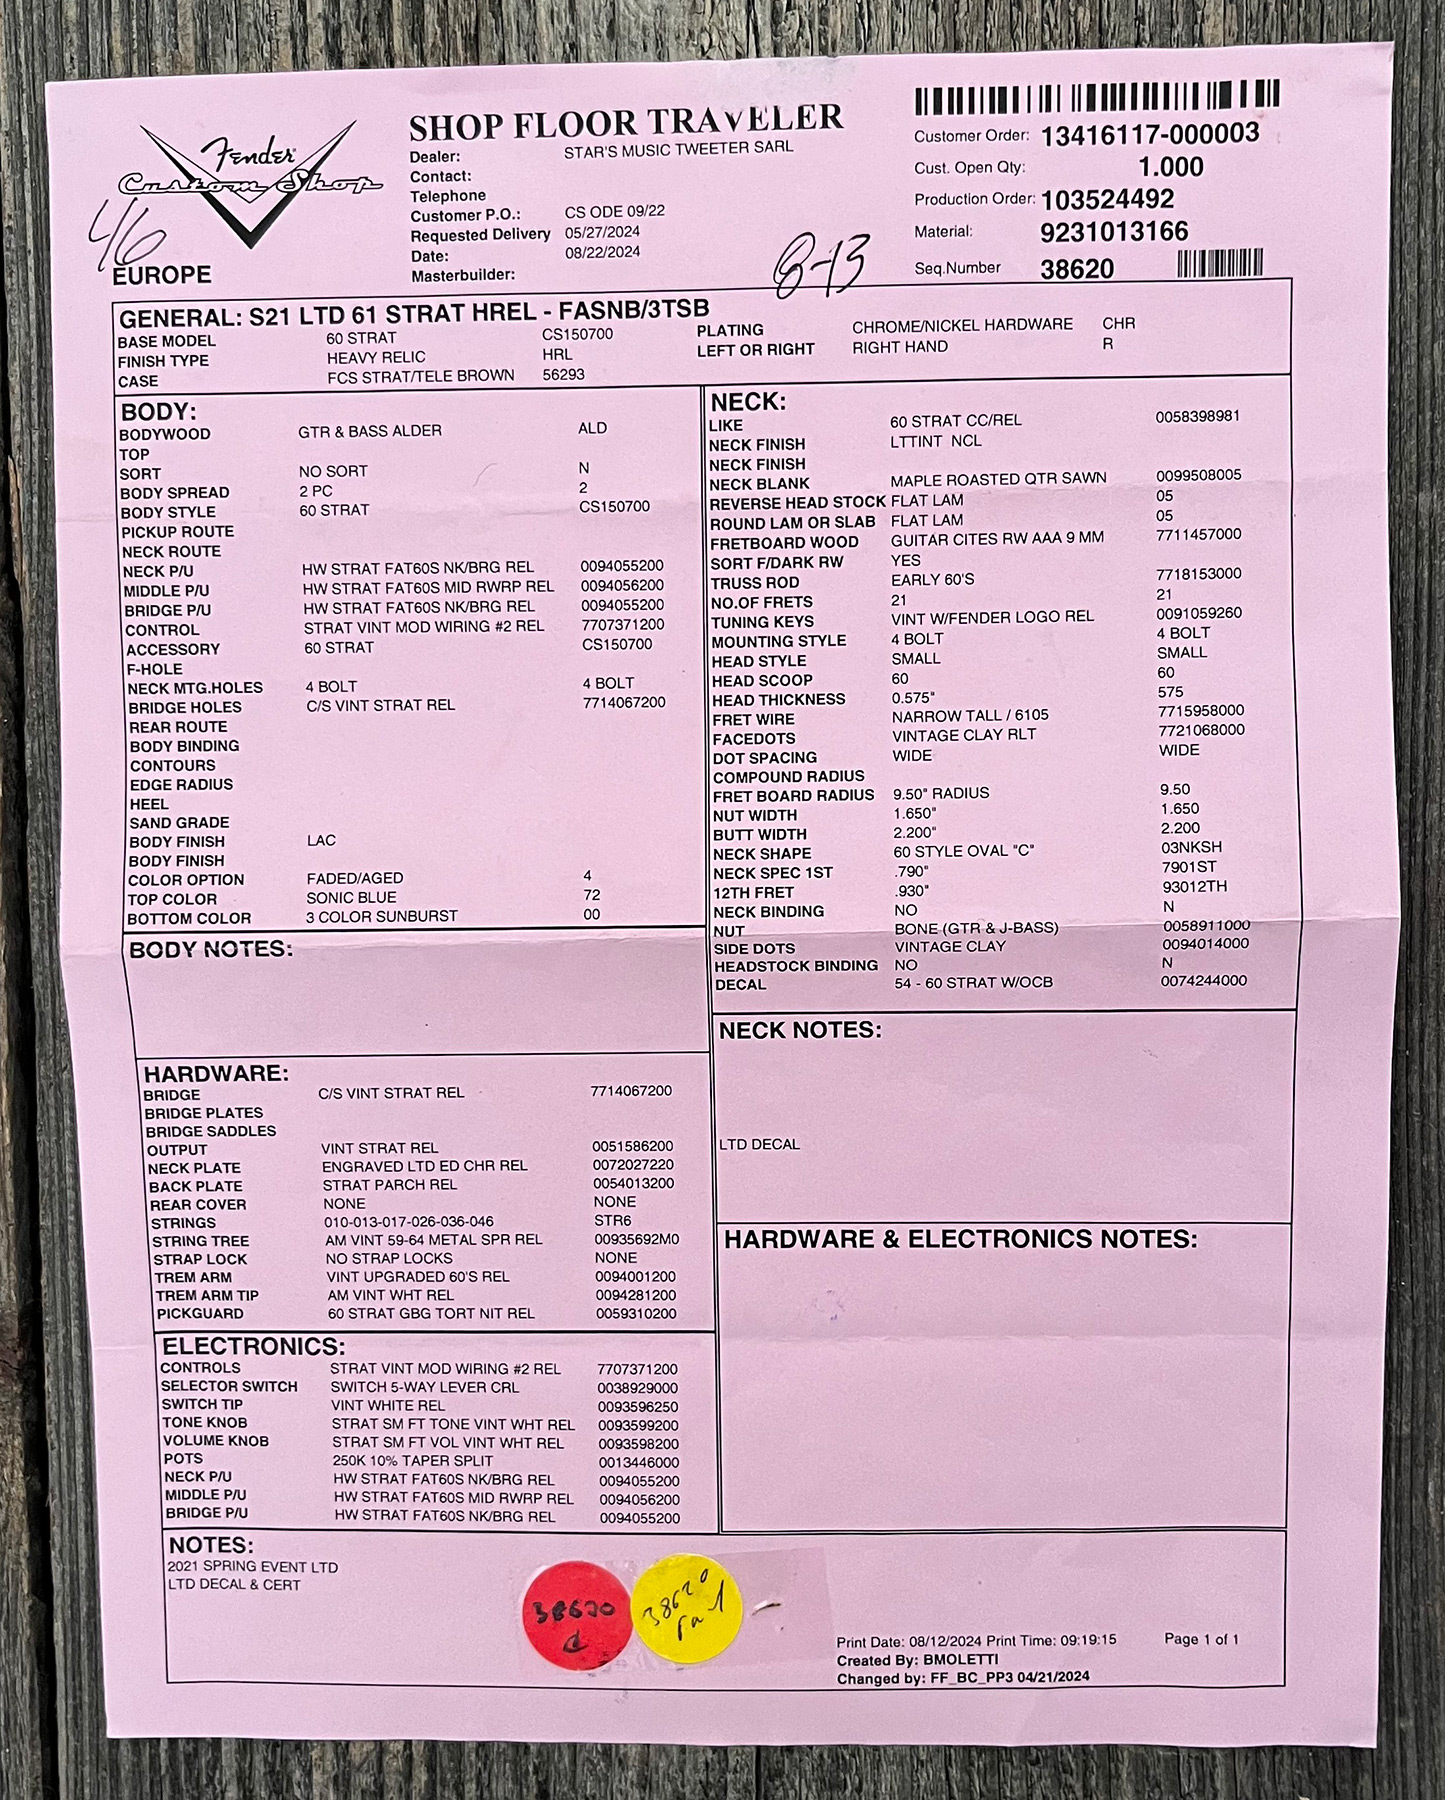 Fender
Custom Shop
46
EUROPE
SHOP FLOOR TRAVELER
Dealer: STAR'S MUSIC TWEETER SARL
Contact:
Telephone
Customer P.O.: CS ODE 09/22
Requested Delivery 05/27/2024
Date: 08/22/2024
Masterbuilder:
8-13
Customer Order: 13416117-000003
Cust. Open Qty: 1.000
Production Order: 103524492
Material: 9231013166
Seq.Number 38620
GENERAL: S21 LTD 61 STRAT HREL - FASNB/3TSB
BASE MODEL 60 STRAT CS150700 PLATING CHROME/NICKEL HARDWARE CHR
FINISH TYPE HEAVY RELIC HRL LEFT OR RIGHT RIGHT HAND R
CASE FCS STRAT/TELE BROWN 56293
BODY:
BODYWOOD GTR & BASS ALDER ALD
TOP
SORT NO SORT N
BODY SPREAD 2 PC 2
BODY STYLE 60 STRAT CS150700
PICKUP ROUTE
NECK ROUTE
NECK P/U HW STRAT FAT60S NK/BRG REL 0094055200
MIDDLE P/U HW STRAT FAT60S MID RWRP REL 0094056200
BRIDGE P/U HW STRAT FAT60S NK/BRG REL 0094055200
CONTROL STRAT VINT MOD WIRING #2 REL 7707371200
ACCESSORY 60 STRAT CS150700
F-HOLE
NECK MTG.HOLES 4 BOLT 4 BOLT
BRIDGE HOLES C/S VINT STRAT REL 7714067200
REAR ROUTE
BODY BINDING
CONTOURS
EDGE RADIUS
HEEL
SAND GRADE
BODY FINISH LAC
BODY FINISH
COLOR OPTION FADED/AGED 4
TOP COLOR SONIC BLUE 72
BOTTOM COLOR 3 COLOR SUNBURST 00
BODY NOTES:
NECK:
LIKE 60 STRAT CC/REL 0058398981
NECK FINISH LTTINT NCL
NECK FINISH
NECK BLANK MAPLE ROASTED QTR SAWN 0099508005
REVERSE HEAD STOCK FLAT LAM 05
ROUND LAM OR SLAB FLAT LAM 05
FRETBOARD WOOD GUITAR CITES RW AAA 9 MM 7711457000
SORT F/DARK RW YES
TRUSS ROD EARLY 60'S 7718153000
NO.OF FRETS 21 21
TUNING KEYS VINT W/FENDER LOGO REL 0091059260
MOUNTING STYLE 4 BOLT 4 BOLT
HEAD STYLE SMALL SMALL
HEAD SCOOP 60 60
HEAD THICKNESS 0.575" 575
FRET WIRE NARROW TALL / 6105 7715958000
FACEDOTS VINTAGE CLAY RLT 7721068000
DOT SPACING WIDE WIDE
COMPOUND RADIUS
FRET BOARD RADIUS 9.50" RADIUS 9.50
NUT WIDTH 1.650" 1.650
BUTT WIDTH 2.200" 2.200
NECK SHAPE 60 STYLE OVAL "C" 03NKSH
NECK SPEC 1ST .790" 7901ST
12TH FRET .930" 93012TH
NECK BINDING NO N
NUT BONE (GTR & J-BASS) 0058911000
SIDE DOTS VINTAGE CLAY 0094014000
HEADSTOCK BINDING NO N
DECAL 54 - 60 STRAT W/OCB 0074244000
NECK NOTES:
LTD DECAL
HARDWARE:
BRIDGE C/S VINT STRAT REL 7714067200
BRIDGE PLATES
BRIDGE SADDLES
OUTPUT VINT STRAT REL 0051586200
NECK PLATE ENGRAVED LTD ED CHR REL 0072027220
BACK PLATE STRAT PARCH REL 0054013200
REAR COVER NONE NONE
STRINGS 010-013-017-026-036-046 STR6
STRING TREE AM VINT 59-64 METAL SPR REL 00935692M0
STRAP LOCK NO STRAP LOCKS NONE
TREM ARM VINT UPGRADED 60'S REL 0094001200
TREM ARM TIP AM VINT WHT REL 0094281200
PICKGUARD 60 STRAT GBG TORT NIT REL 0059310200
HARDWARE & ELECTRONICS NOTES:
ELECTRONICS:
CONTROLS STRAT VINT MOD WIRING #2 REL 7707371200
SELECTOR SWITCH SWITCH 5-WAY LEVER CRL 0038929000
SWITCH TIP VINT WHITE REL 0093596250
TONE KNOB STRAT SM FT TONE VINT WHT REL 0093599200
VOLUME KNOB STRAT SM FT VOL VINT WHT REL 0093598200
POTS 250K 10% TAPER SPLIT 0013446000
NECK P/U HW STRAT FAT60S NK/BRG REL 0094055200
MIDDLE P/U HW STRAT FAT60S MID RWRP REL 0094056200
BRIDGE P/U HW STRAT FAT60S NK/BRG REL 0094055200
NOTES:
2021 SPRING EVENT LTD
LTD DECAL & CERT
38620
38620
Print Date: 08/12/2024 Print Time: 09:19:15 Page 1 of 1
Created By: BMOLETTI
Changed by: FF_BC_PP3 04/21/2024